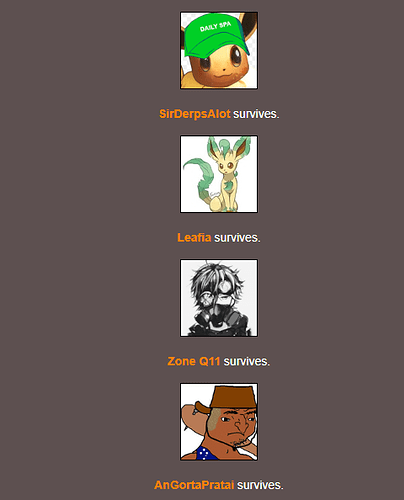 DAILY SPA
SirDerpsAlot survives.
Leafia survives.
Zone Q11 survives.
AnGortaPratai survives.